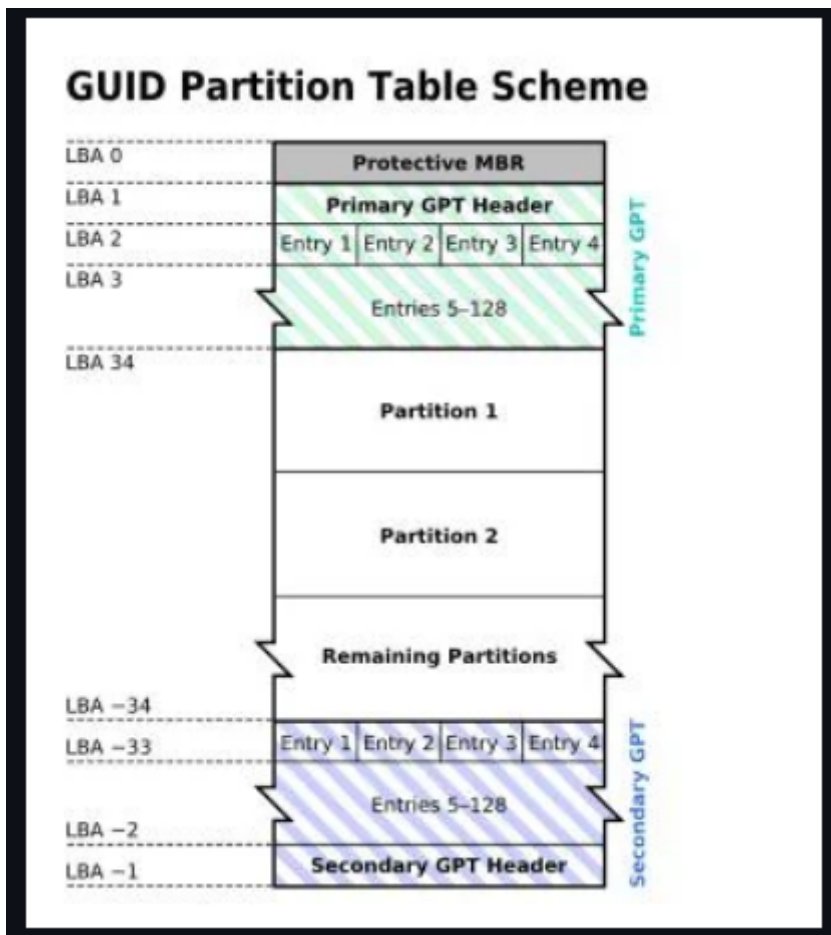 GUID Partition Table Scheme
LBA 0
Protective MBR
LBA 1
Primary GPT Header
LBA 2
Entry 1 Entry 2 Entry 3 Entry 4
LBA 3
Entries 5–128
Primary GPT
LBA 34
Partition 1
Partition 2
Remaining Partitions
LBA −34
LBA −33
Entry 1 Entry 2 Entry 3 Entry 4
Entries 5–128
LBA −2
Secondary GPT Header
LBA −1
Secondary GPT